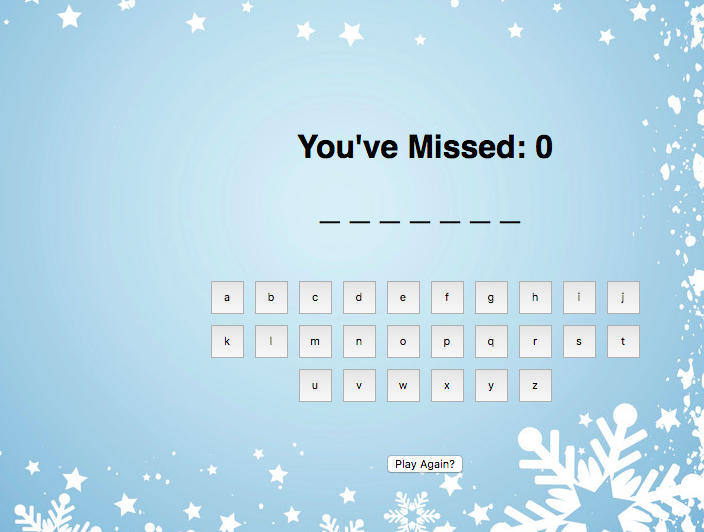 You've Missed: 0
_ _ _ _ _ _ _
a b c d e f g h i j
k l m n o p q r s t
u v w x y z
Play Again?